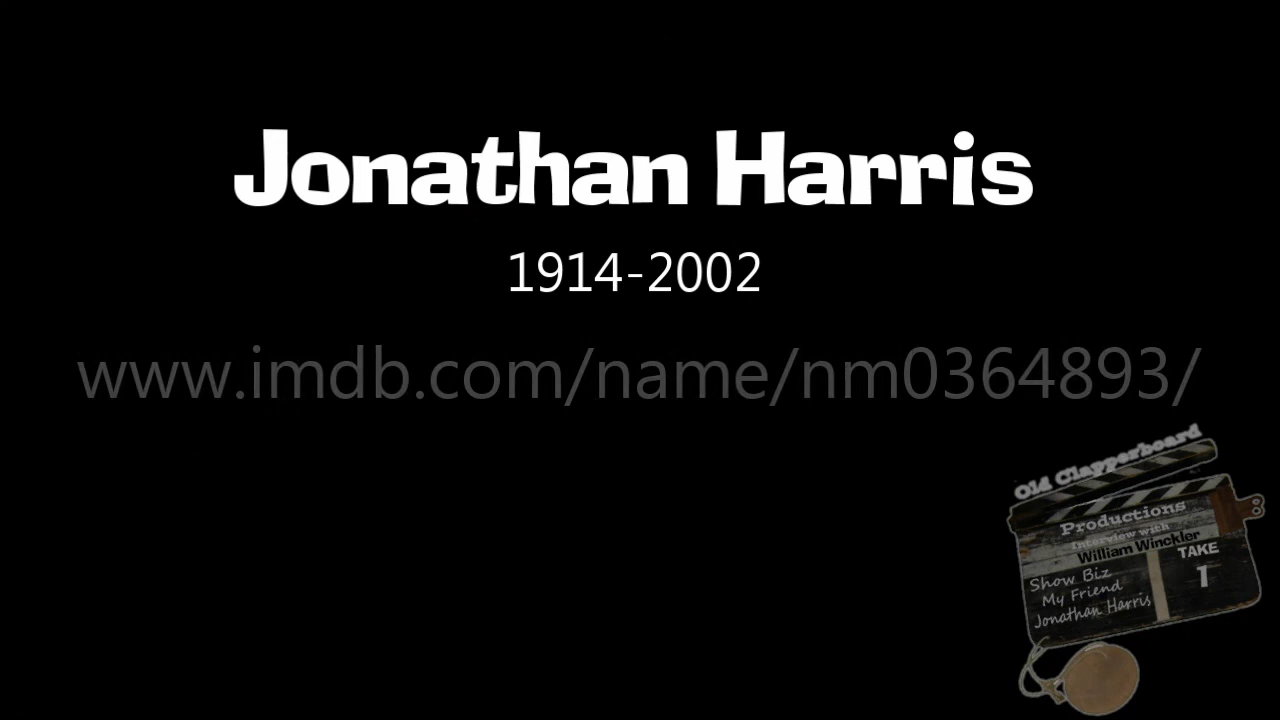 Jonathan Harris
1914-2002
www.imdb.com/name/nm0364893/
Old Clapperboard
Productions
Interview with
William Winckler
TAKE
1
Show Biz
My Friend
Jonathan Harris